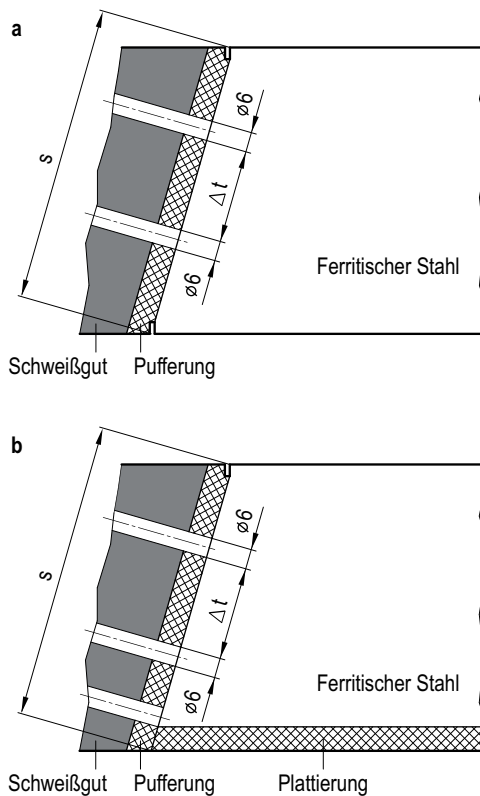 a
s
ø6
Δt
ø6
Ferritischer Stahl
Schweißgut Pufferung
b
s
ø6
Δt
ø6
Ferritischer Stahl
Schweißgut Pufferung Plattierung